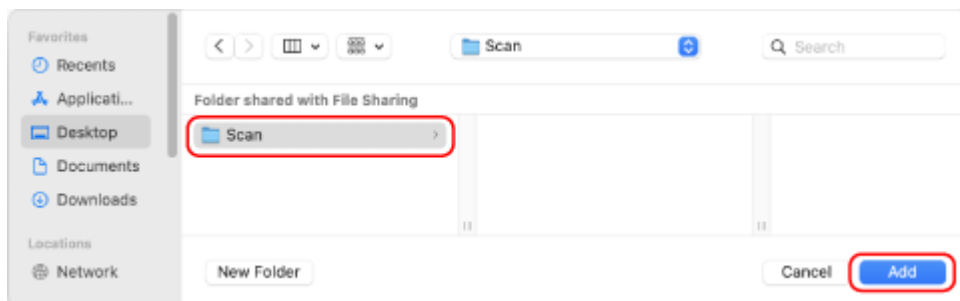 Favorites
Recents
Applicati...
Desktop
Documents
Downloads
Locations
Network
Scan
Search
Folder shared with File Sharing
Scan
New Folder
Cancel
Add